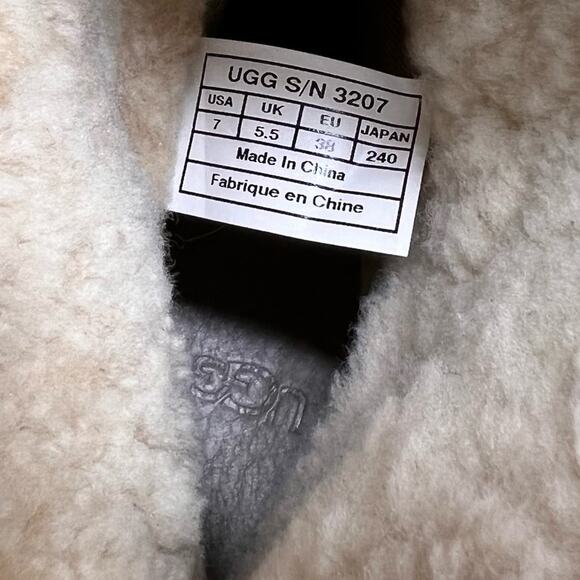 UGG S/N 3207
USA UK EU JAPAN
7 5.5 38 240
Made In China
Fabrique en Chine
UGG